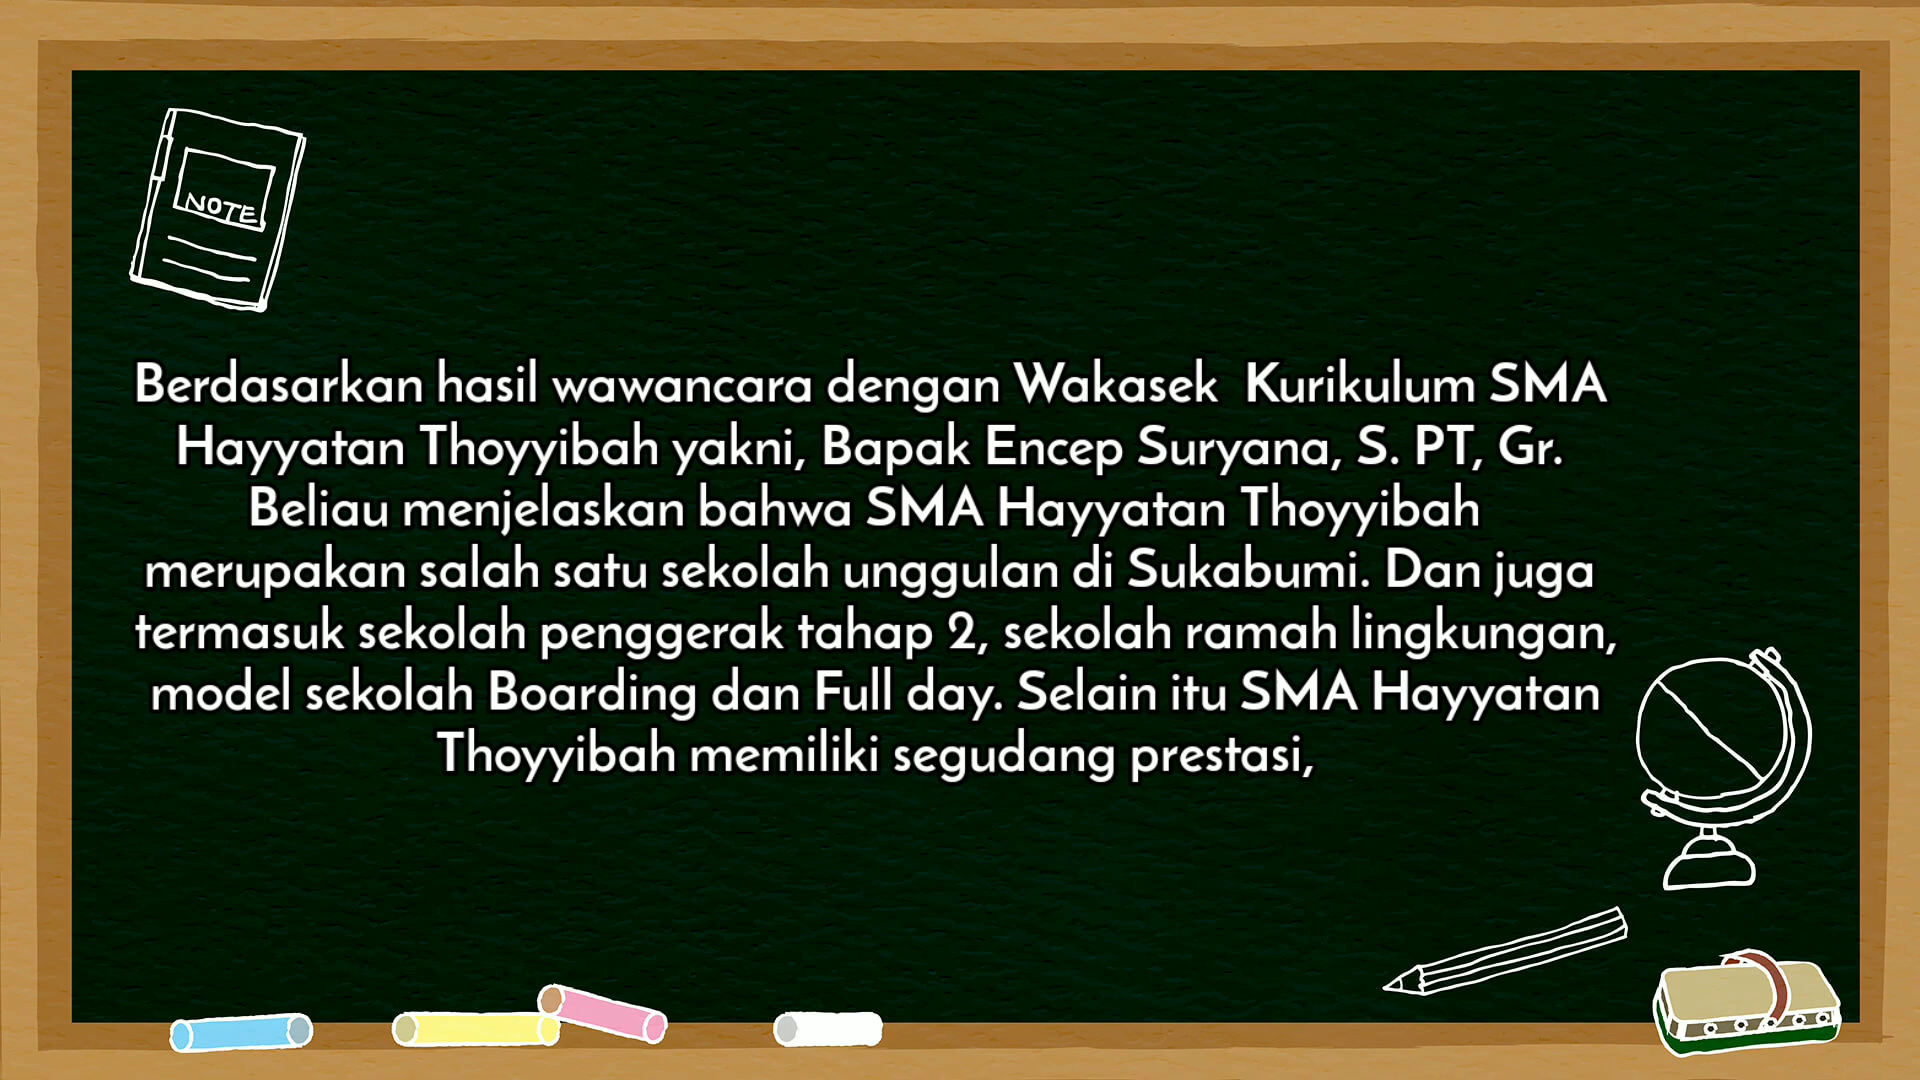 NOTE
Berdasarkan hasil wawancara dengan Wakasek  Kurikulum SMA
Hayyatan Thoyyibah yakni, Bapak Encep Suryana, S. PT, Gr.
Beliau menjelaskan bahwa SMA Hayyatan Thoyyibah
merupakan salah satu sekolah unggulan di Sukabumi. Dan juga
termasuk sekolah penggerak tahap 2, sekolah ramah lingkungan,
model sekolah Boarding dan Full day. Selain itu SMA Hayyatan
Thoyyibah memiliki segudang prestasi,